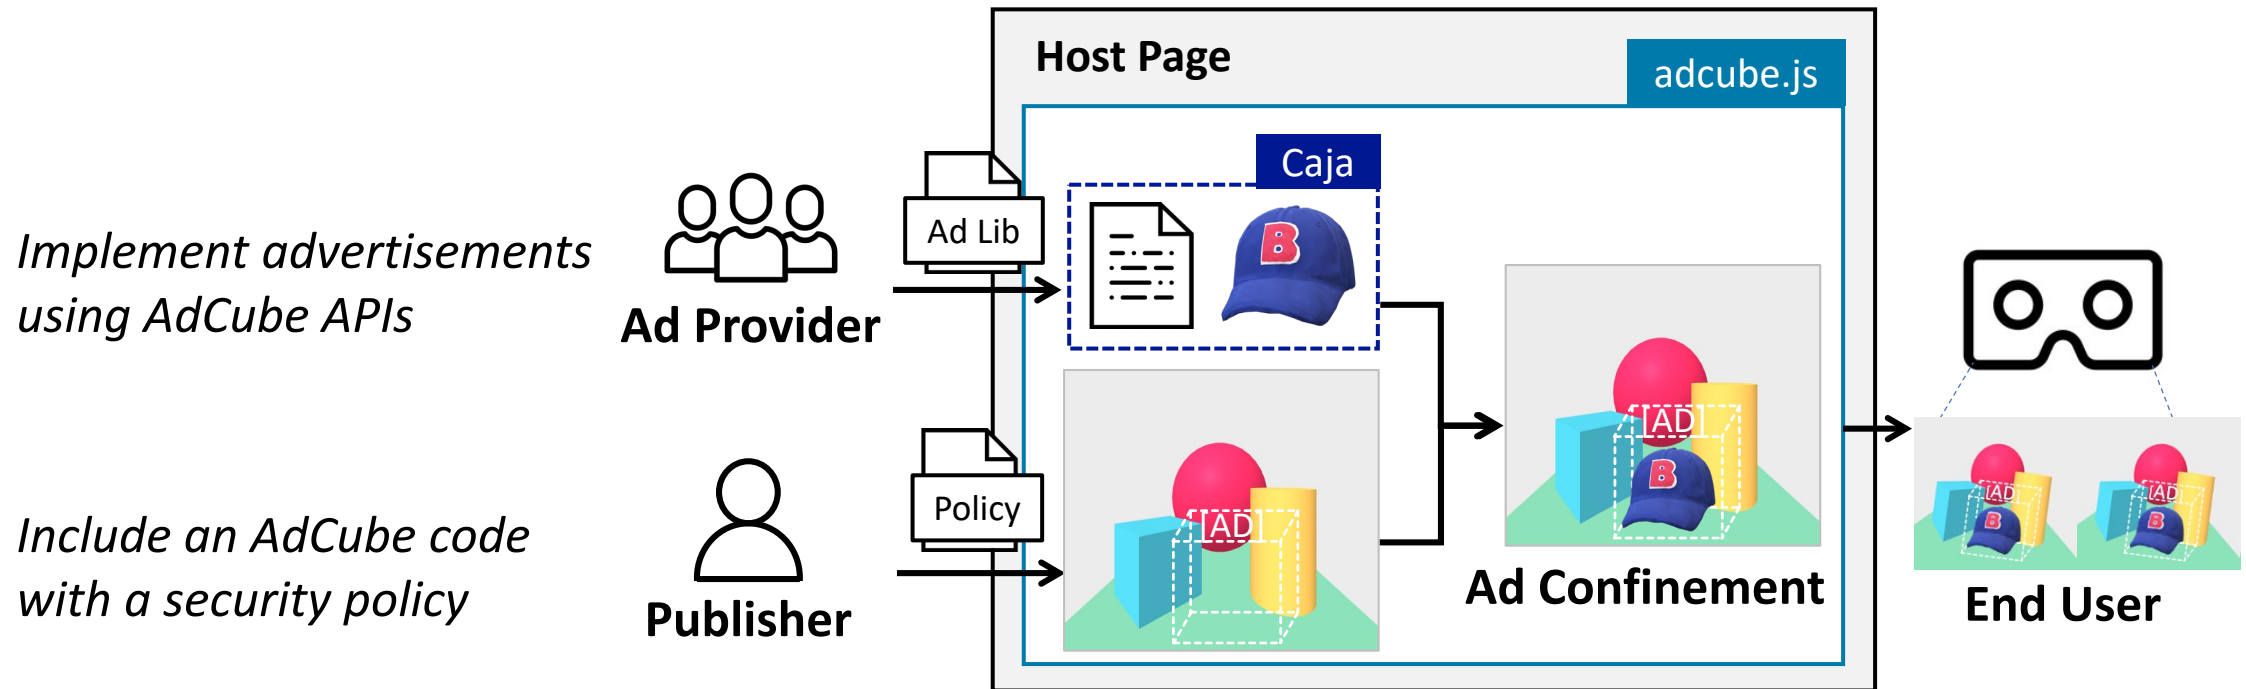 Host Page
adcube.js
Caja
Ad Lib
B
Implement advertisements
using AdCube APIs
Ad Provider
[AD]
B
Policy
[AD]
Include an AdCube code
with a security policy
Publisher
Ad Confinement
[AD]
B
[AD]
B
End User